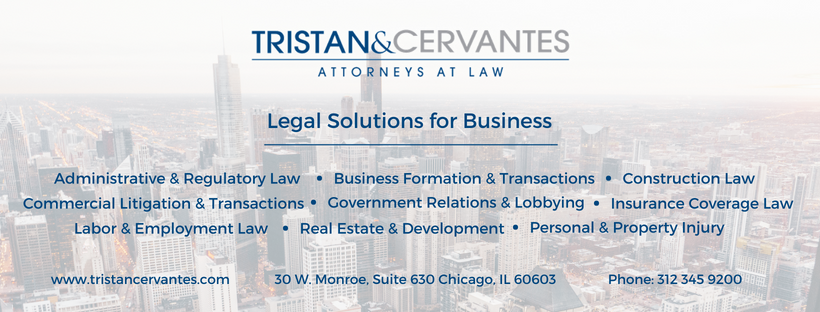 TRISTAN&CERVANTES
ATTORNEYS AT LAW
Legal Solutions for Business
Administrative & Regulatory Law • Business Formation & Transactions • Construction Law
Commercial Litigation & Transactions • Government Relations & Lobbying • Insurance Coverage Law
Labor & Employment Law • Real Estate & Development • Personal & Property Injury
www.tristancervantes.com 30 W. Monroe, Suite 630 Chicago, IL 60603 Phone: 312 345 9200